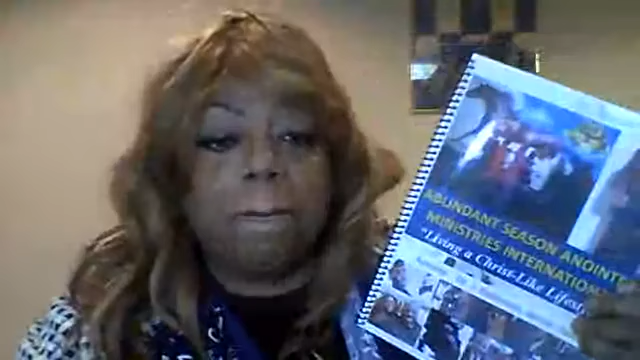 ABUNDANT SEASON ANOINT
MINISTRIES INTERNATION
"Living a Christ-Like Lifest